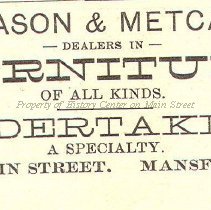 ASON & METCA
— DEALERS IN —
RNITU
OF ALL KINDS.
Property of History Center on Main Street
DERTAKI
A SPECIALTY.
IN STREET. MANSF